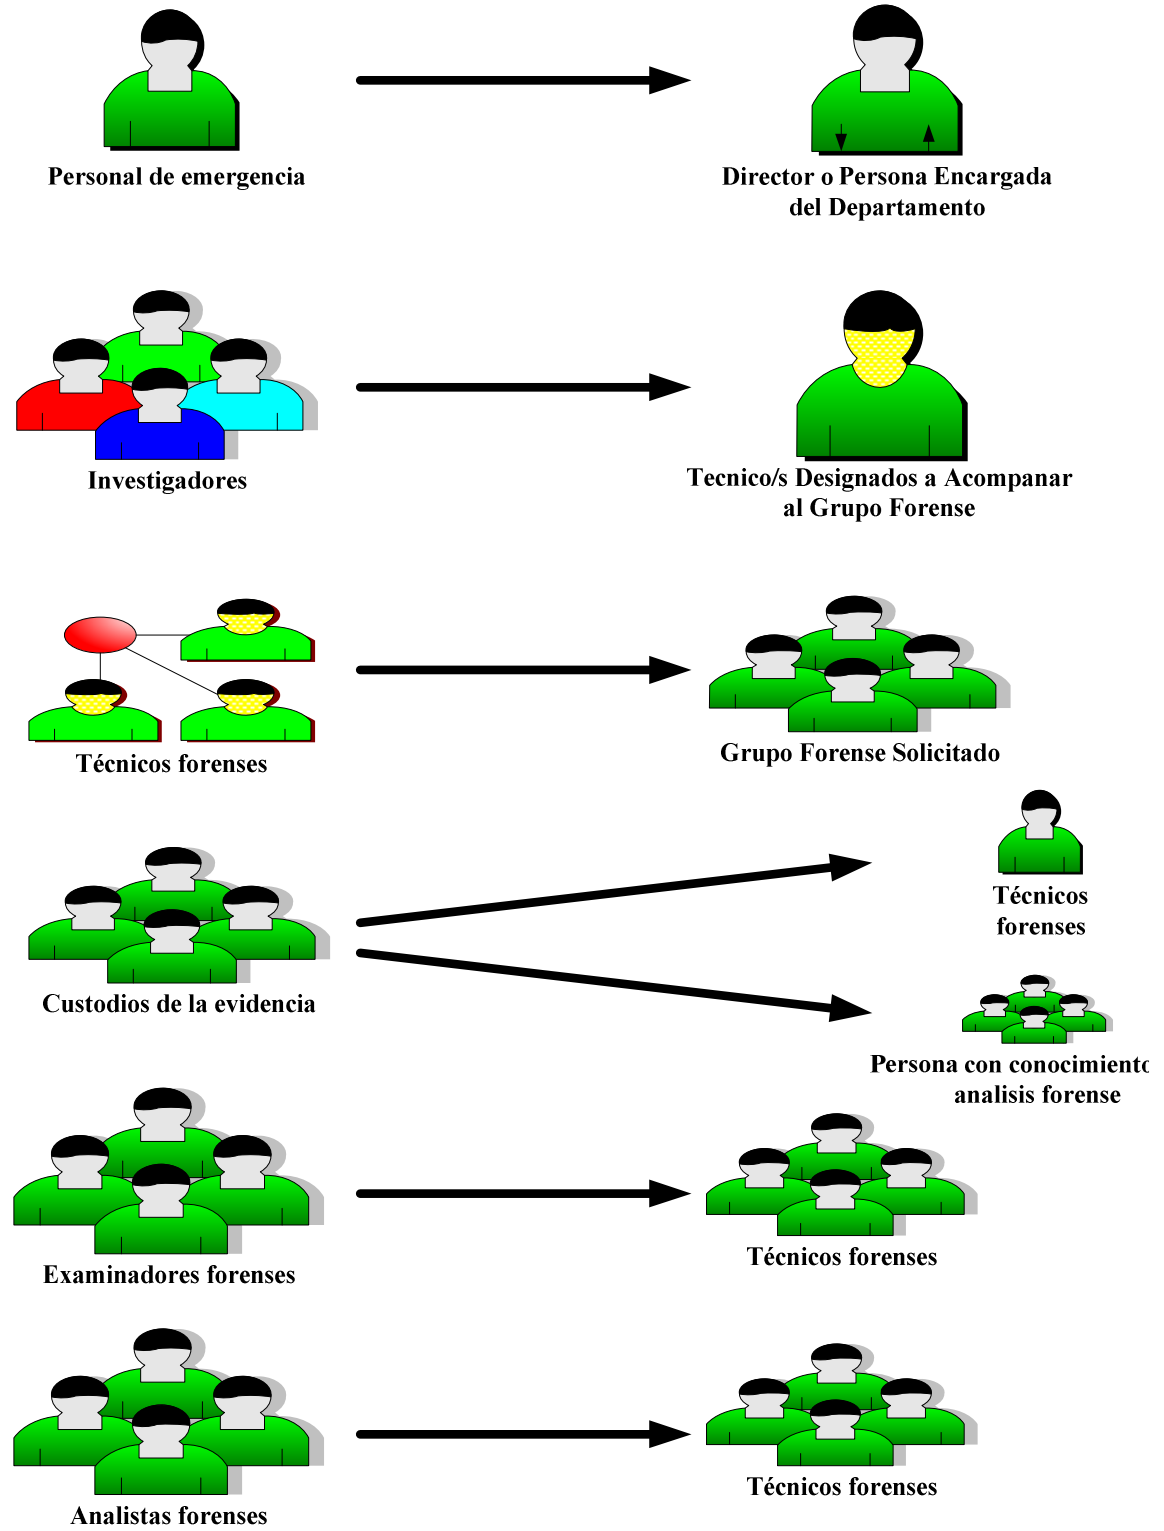 Personal de emergencia
Director o Persona Encargada
del Departamento
Investigadores
Tecnico/s Designados a Acompanar
al Grupo Forense
Técnicos forenses
Grupo Forense Solicitado
Técnicos
forenses
Custodios de la evidencia
Persona con conocimiento
analisis forense
Examinadores forenses
Técnicos forenses
Analistas forenses
Técnicos forenses